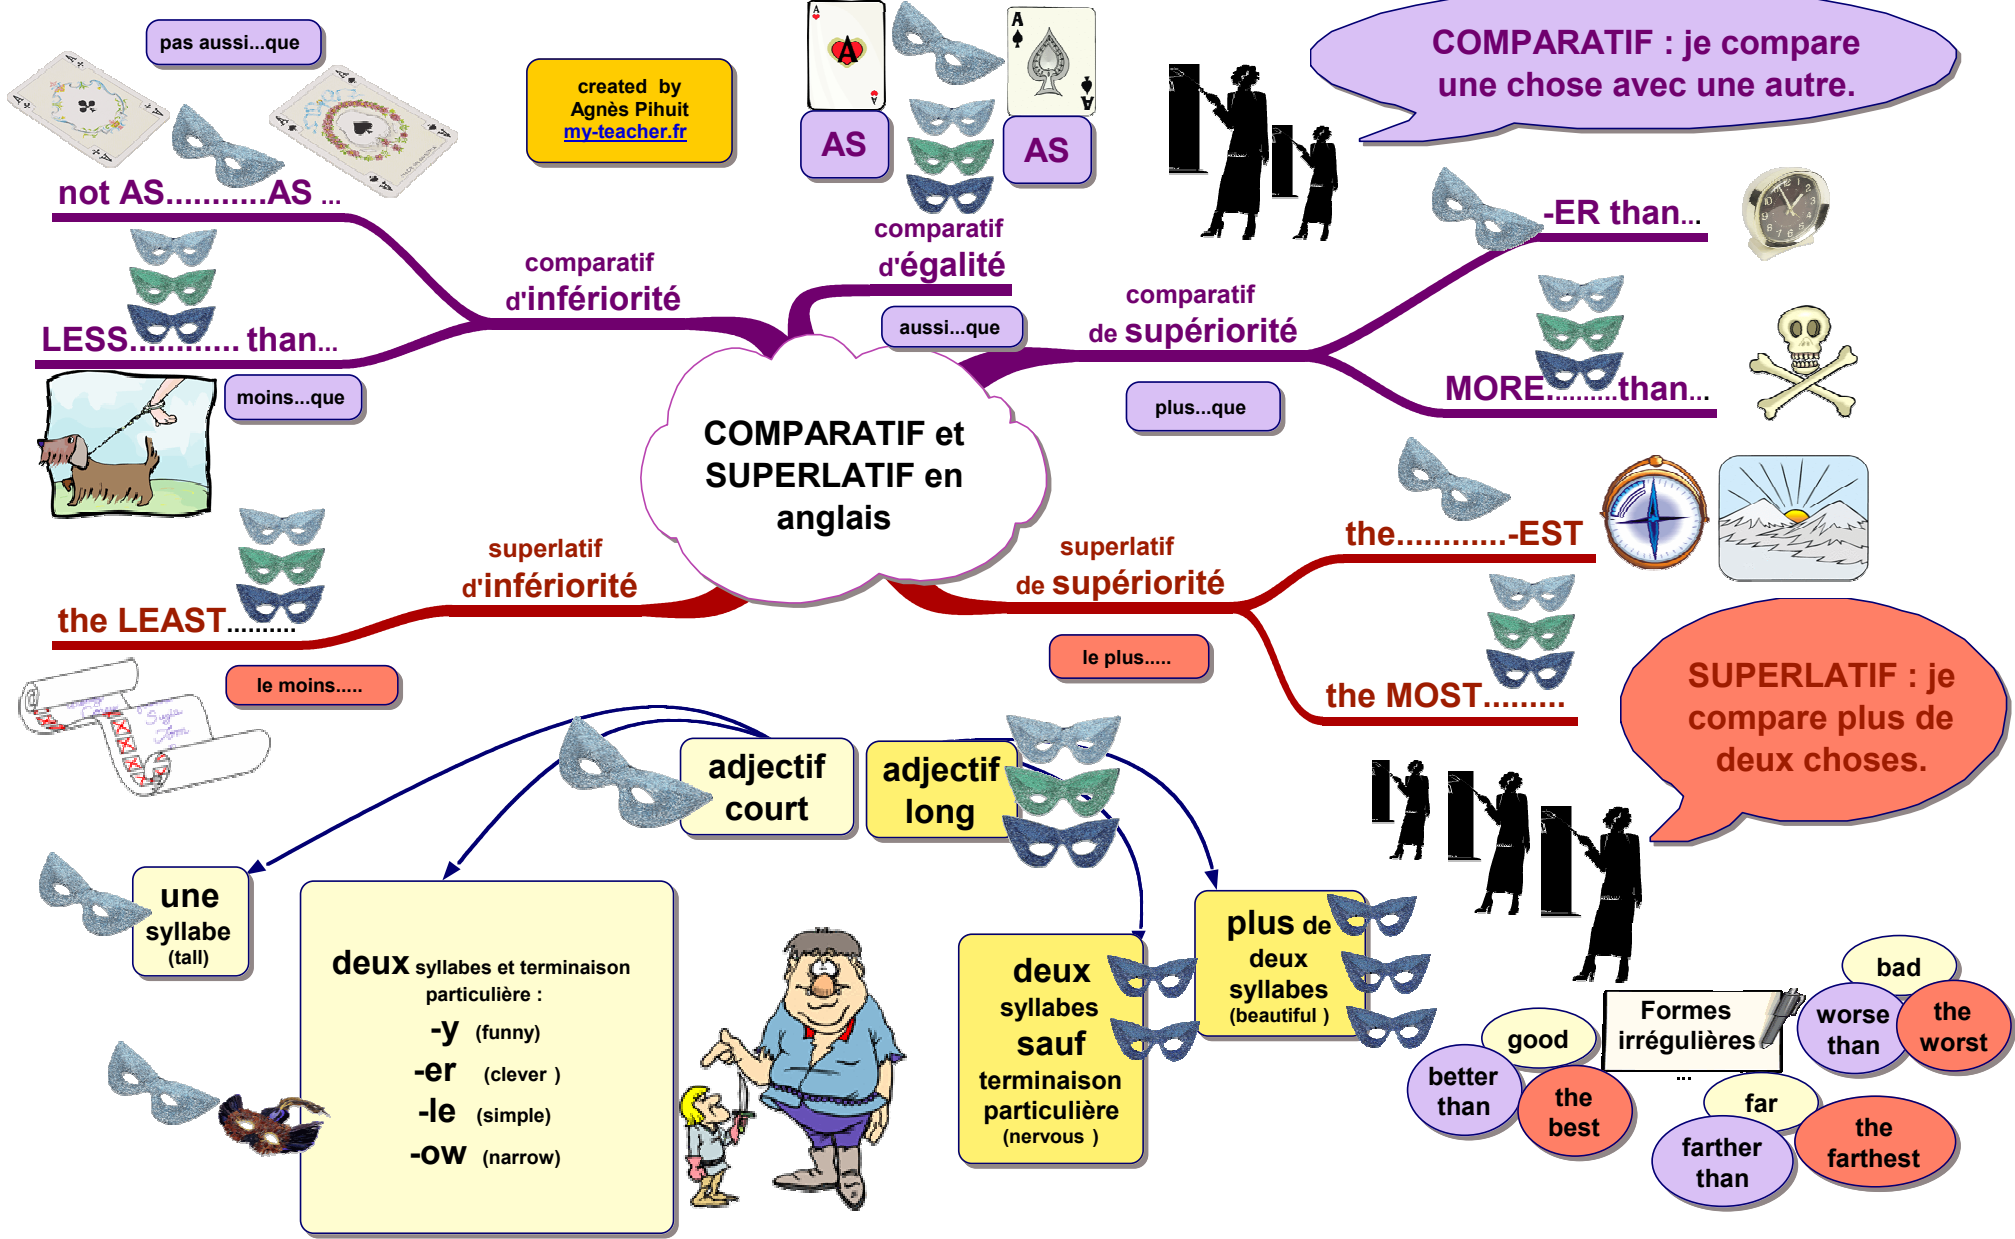 pas aussi...que
not AS...........AS ...
LESS............ than...
moins...que
comparatif
d'infériorité
created by
Agnès Pihuit
my-teacher.fr
A
A
A
A
AS
AS
comparatif
d'égalité
aussi...que
COMPARATIF : je compare
une chose avec une autre.
comparatif
de supériorité
plus...que
-ER than...
MORE..........than...
COMPARATIF et
SUPERLATIF en
anglais
superlatif
d'infériorité
the LEAST..........
le moins.....
superlatif
de supériorité
le plus.....
the............-EST
the MOST.........
SUPERLATIF : je
compare plus de
deux choses.
adjectif
court
adjectif
long
une
syllabe
(tall)
deux syllabes et terminaison
particulière :
-y (funny)
-er (clever )
-le (simple)
-ow (narrow)
deux
syllabes
sauf
terminaison
particulière
(nervous )
plus de
deux
syllabes
(beautiful )
Formes
irrégulières
...
good
better
than
the
best
bad
worse
than
the
worst
far
farther
than
the
farthest